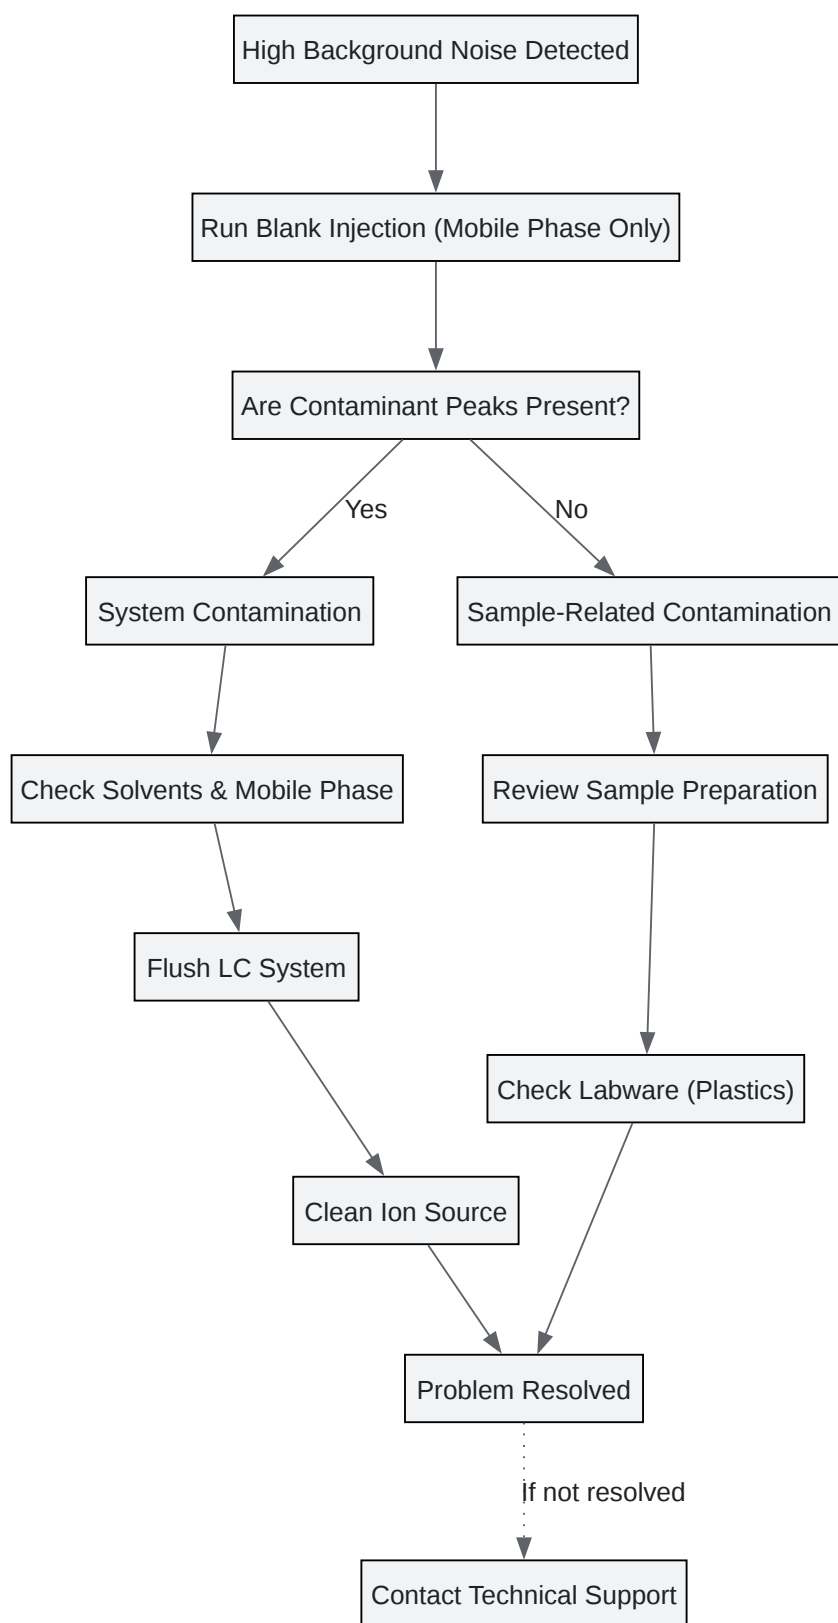 High Background Noise Detected
Run Blank Injection (Mobile Phase Only)
Are Contaminant Peaks Present?
Yes
No
System Contamination
Sample-Related Contamination
Check Solvents & Mobile Phase
Review Sample Preparation
Flush LC System
Check Labware (Plastics)
Clean Ion Source
Problem Resolved
If not resolved
Contact Technical Support